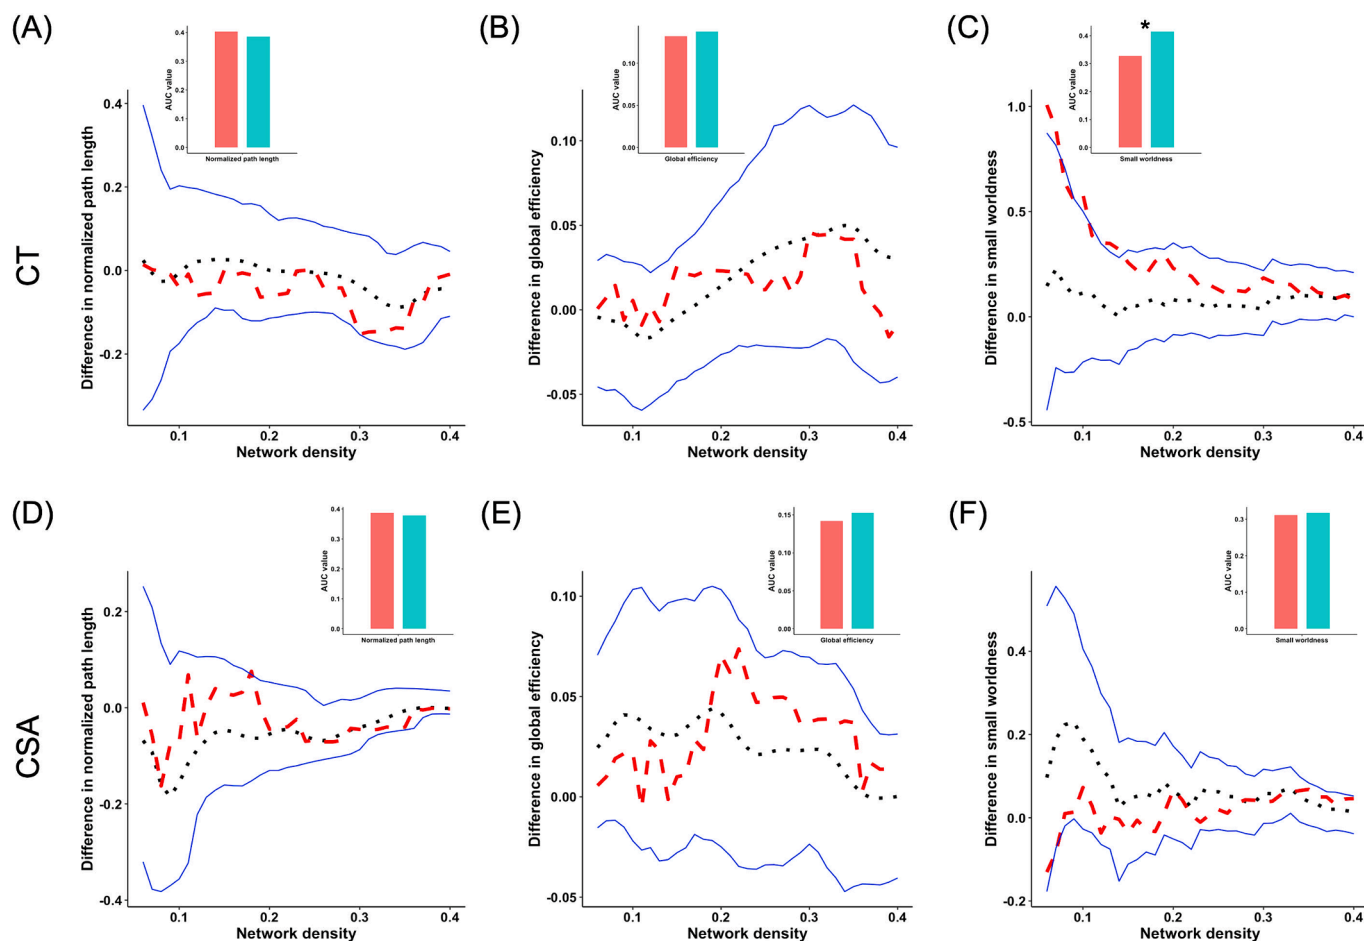 (A)
(B)
(C)
CT
Difference in normalized path length
0.4
0.2
0.0
-0.2
0.1
0.2
0.3
0.4
Network density
AUC value
0.4
0.3
0.2
0.1
0.0
Normalized path length
Difference in global efficiency
0.10
0.05
0.00
-0.05
0.1
0.2
0.3
0.4
Network density
AUC value
0.10
0.05
0.00
Global efficiency
Difference in small worldness
1.0
0.5
0.0
-0.5
0.1
0.2
0.3
0.4
Network density
AUC value
0.4
0.3
0.2
0.1
0.0
*
Small worldness
(D)
(E)
(F)
CSA
Difference in normalized path length
0.2
0.0
-0.2
-0.4
0.1
0.2
0.3
0.4
Network density
AUC value
0.4
0.3
0.2
0.1
0.0
Normalized path length
Difference in global efficiency
0.10
0.05
0.00
-0.05
0.1
0.2
0.3
0.4
Network density
AUC value
0.15
0.10
0.05
0.00
Global efficiency
Difference in small worldness
0.4
0.2
0.0
-0.2
0.1
0.2
0.3
0.4
Network density
AUC value
0.3
0.2
0.1
0.0
Small worldness